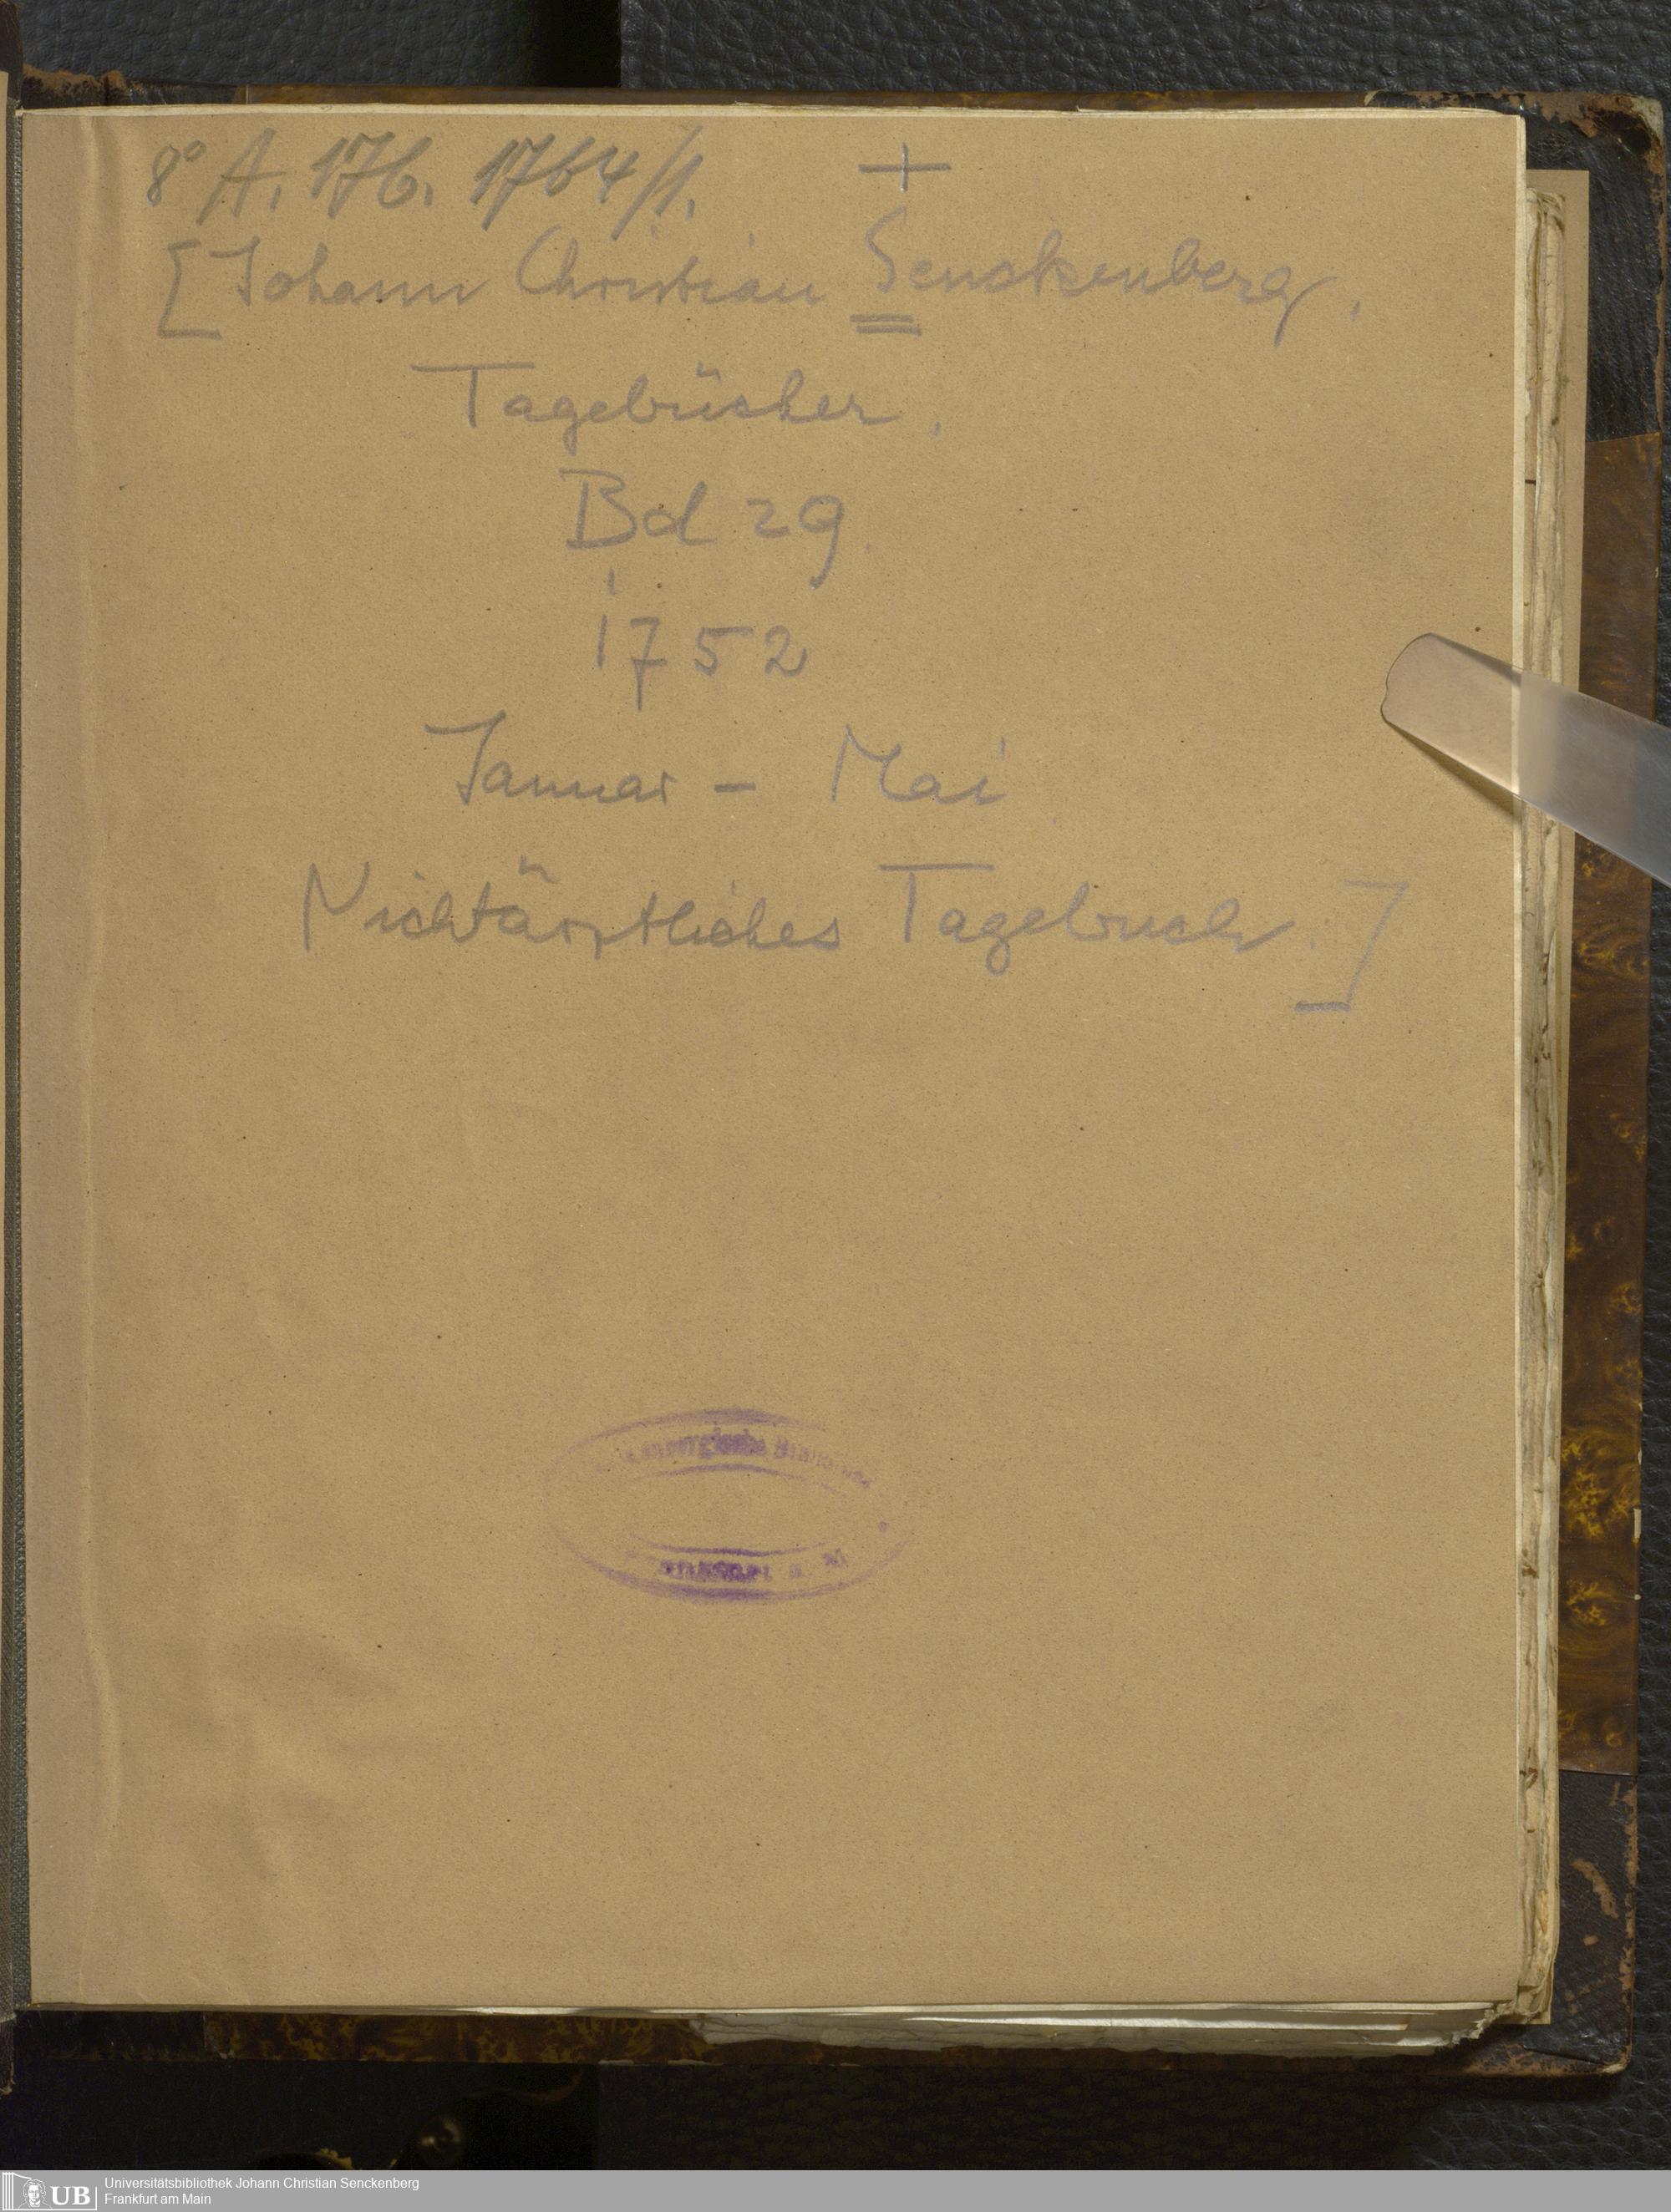 8° A. 176. 1764/1. +
[Johann Christian Senckenberg.
Tagebücher.
Bd 29.
1752
Januar – Mai
Nichtärztliches Tagebuch.]
UB
Universitätsbibliothek Johann Christian Senckenberg
Frankfurt am Main